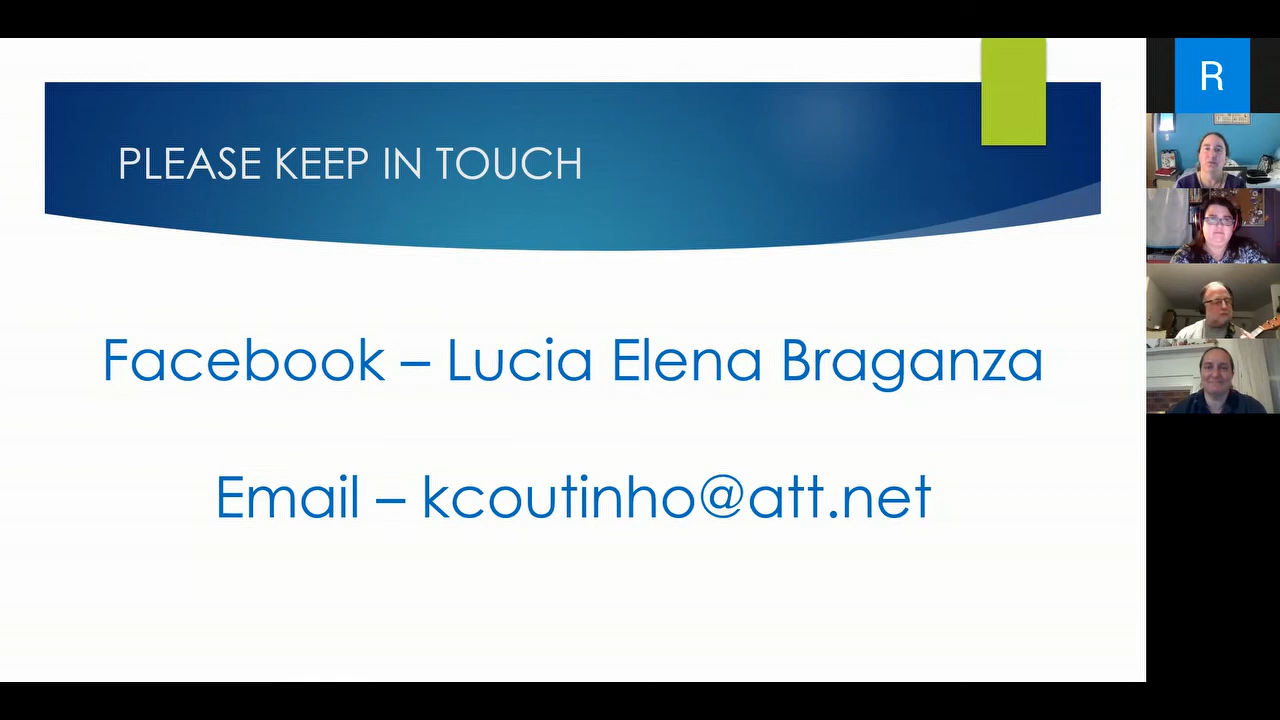 PLEASE KEEP IN TOUCH
Facebook – Lucia Elena Braganza
Email – kcoutinho@att.net
R